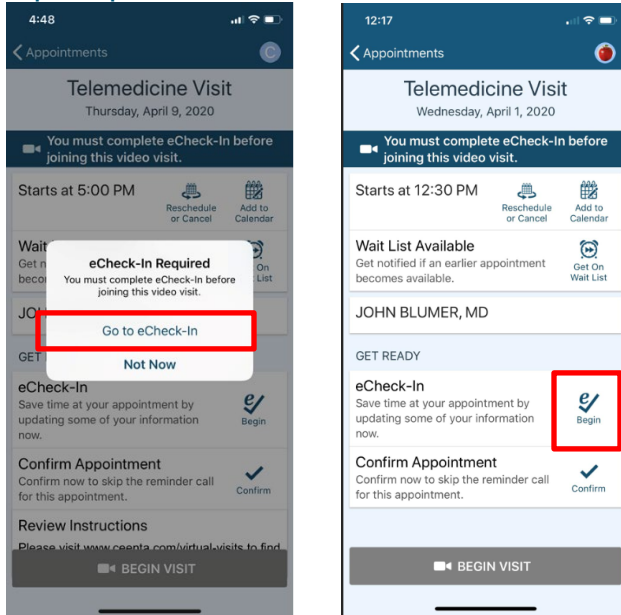 4:48
Appointments
C
Telemedicine Visit
Thursday, April 9, 2020
You must complete eCheck-In before
joining this video visit.
Starts at 5:00 PM
Reschedule
or Cancel
Add to
Calendar
Wait
Get n
becor
On
List
eCheck-In Required
You must complete eCheck-In before
joining this video visit.
Go to eCheck-In
Not Now
GET
eCheck-In
Save time at your appointment by
updating some of your information
now.
Begin
Confirm Appointment
Confirm now to skip the reminder call
for this appointment.
Confirm
Review Instructions
Please visit www.ceenta.com/virtual-visits to find
BEGIN VISIT
12:17
Appointments
Telemedicine Visit
Wednesday, April 1, 2020
You must complete eCheck-In before
joining this video visit.
Starts at 12:30 PM
Reschedule
or Cancel
Add to
Calendar
Wait List Available
Get notified if an earlier appointment
becomes available.
Get On
Wait List
JOHN BLUMER, MD
GET READY
eCheck-In
Save time at your appointment by
updating some of your information
now.
Begin
Confirm Appointment
Confirm now to skip the reminder call
for this appointment.
Confirm
BEGIN VISIT